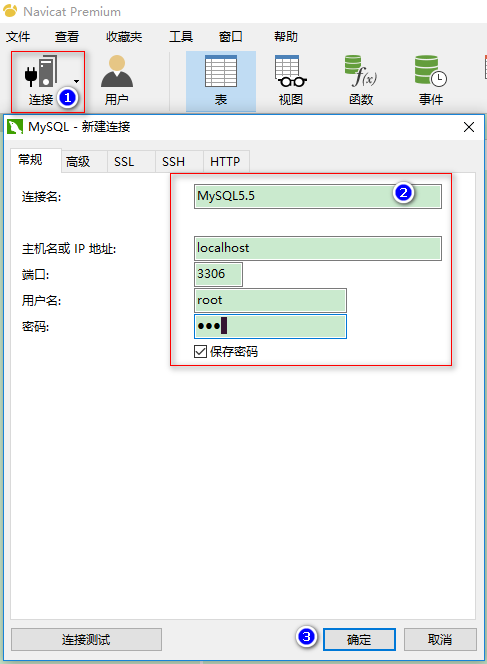 Navicat Premium
文件 查看 收藏夹 工具 窗口 帮助
连接 1 用户 表 视图 函数 事件
f(x)
MySQL - 新建连接
常规 高级 SSL SSH HTTP
连接名: MySQL5.5 2
主机名或 IP 地址: localhost
端口: 3306
用户名: root
密码: ●●●
保存密码
连接测试 3 确定 取消